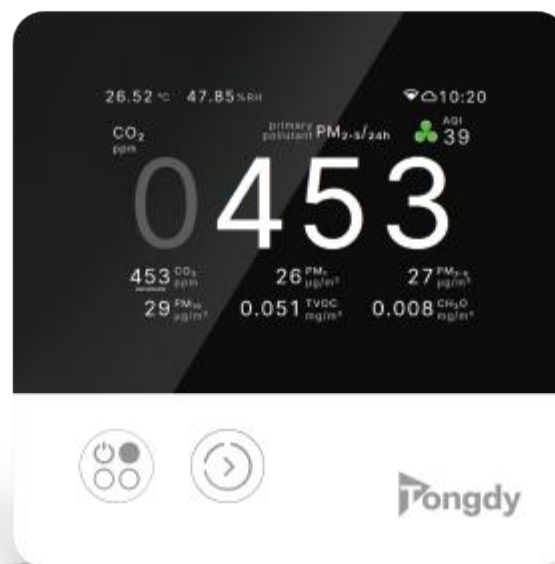 26.52 °C 47.85 %RH 10:20
CO₂ ppm primary pollutant PM₂.₅/24h AQI 39
0453
453 CO₂ ppm 26 PM₁ µg/m³ 27 PM₂.₅ µg/m³
29 PM₁₀ µg/m³ 0.051 TVOC mg/m³ 0.008 CH₂O mg/m³
Tongdy